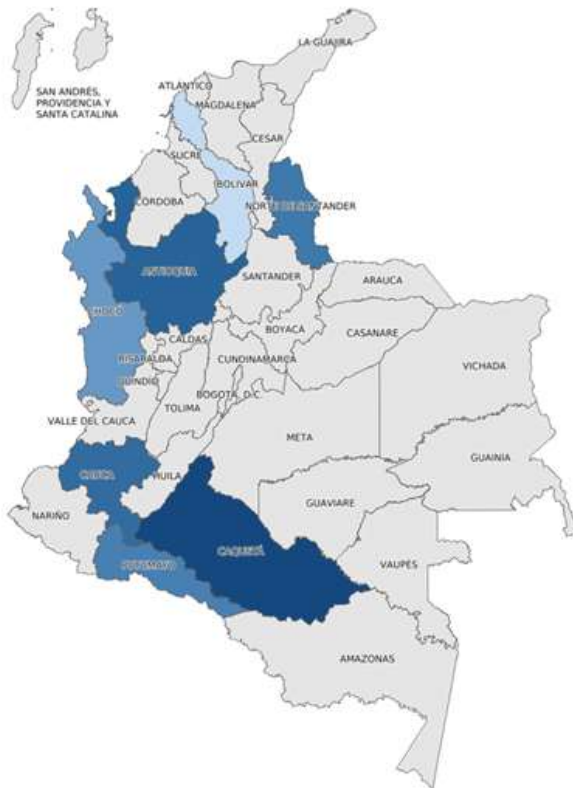 LA GUAJIRA
SAN ANDRÉS,
PROVIDENCIA Y
SANTA CATALINA
ATLÁNTICO
MAGDALENA
CESAR
SUCRE
BOLÍVAR
CÓRDOBA
NORTE DE SANTANDER
ANTIOQUIA
SANTANDER
ARAUCA
CHOCÓ
BOYACÁ
CASANARE
CALDAS
RISARALDA
CUNDINAMARCA
VICHADA
QUINDÍO
BOGOTÁ, D.C.
TOLIMA
VALLE DEL CAUCA
META
GUAINÍA
CAUCA
HUILA
GUAVIARE
NARIÑO
CAQUETÁ
PUTUMAYO
VAUPÉS
AMAZONAS